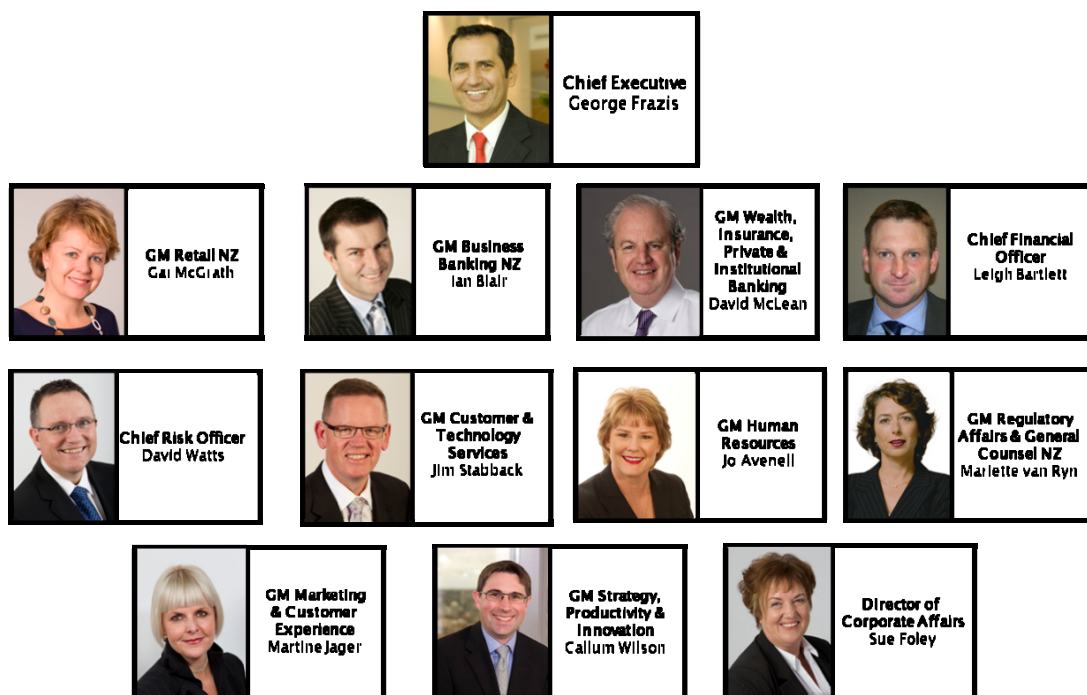 Chief Executive
George Frazis
GM Retail NZ
Gai McGrath
GM Business
Banking NZ
Ian Blair
GM Wealth,
Insurance,
Private &
Institutional
Banking
David McLean
Chief Financial
Officer
Leigh Bartlett
Chief Risk Officer
David Watts
GM Customer &
Technology
Services
Jim Stabback
GM Human
Resources
Jo Avenell
GM Regulatory
Affairs & General
Counsel NZ
Mariette van Ryn
GM Marketing
& Customer
Experience
Martine Jager
GM Strategy,
Productivity &
Innovation
Callum Wilson
Director of
Corporate Affairs
Sue Foley